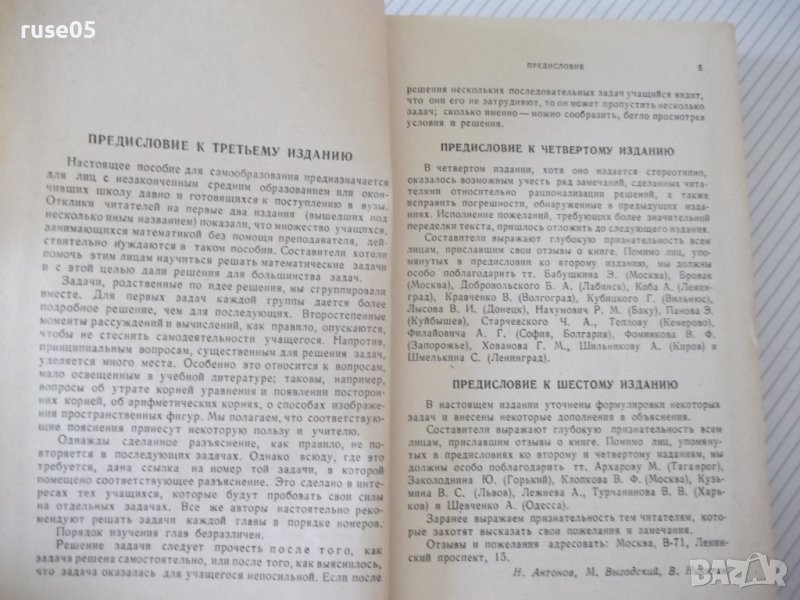 ruse05
ПРЕДИСЛОВИЕ К ТРЕТЬЕМУ ИЗДАНИЮ
Настоящее пособие для самообразования предназначается
для лиц с незаконченным средним образованием или окон-
чивших школу давно и готовящихся к поступлению в вузы.
Отклики читателей на первые два издания (вышедших под
несколько иным названием) показали, что множество учащихся,
занимающихся математикой без помощи преподавателя, дей-
ствительно нуждаются в таком пособии. Составители хотели
помочь этим лицам научиться решать математические задачи
и с этой целью дали решения для большинства задач.
Задачи, родственные по идее решения, мы сгруппировали
вместе. Для первых задач каждой группы дается более
подробное решение, чем для последующих. Второстепенные
моменты рассуждений и вычислений, как правило, опускаются,
чтобы не стеснить самодеятельности учащегося. Напротив,
принципиальным вопросам, существенным для решения задач,
уделяется много места. Особенно это относится к вопросам,
мало освещенным в учебной литературе; таковы, например,
вопросы об утрате корней уравнения и появлении посторон-
них корней, об арифметических корнях, о способах изображе-
ния пространственных фигур. Мы полагаем, что соответствую-
щие пояснения принесут некоторую пользу и учителю.
Однажды сделанное разъяснение, как правило, не по-
вторяется в последующих задачах. Однако всюду, где это
требуется, дана ссылка на номер той задачи, в которой
помещено соответствующее разъяснение. Это сделано в инте-
ресах тех учащихся, которые будут пробовать свои силы
на отдельных задачах. Все же авторы настоятельно реко-
мендуют решать задачи каждой главы в порядке номеров.
Порядок изучения глав безразличен.
Решение задачи следует прочесть после того, как
задача решена самостоятельно, или после того, как выяснилось,
что задача оказалась для учащегося непосильной. Если после
ПРЕДИСЛОВИЕ 5
решения нескольких последовательных задач учащийся видит,
что они его не затрудняют, то он может пропустить несколько
задач; сколько именно — можно сообразить, бегло просмотрев
условия и решения.
ПРЕДИСЛОВИЕ К ЧЕТВЕРТОМУ ИЗДАНИЮ
В четвертом издании, хотя оно издается стереотипно,
оказалось возможным учесть ряд замечаний, сделанных чита-
телями относительно рационализации решений, а также
исправить погрешности, обнаруженные в предыдущих изда-
ниях. Исполнение пожеланий, требующих более значительной
переделки текста, пришлось отложить до следующего издания.
Составители выражают глубокую признательность всем
лицам, приславшим свои отзывы о книге. Помимо лиц, упо-
мянутых в предисловии ко второму изданию, мы должны
особо поблагодарить тт. Бабушкина Э. (Москва), Бровак
(Москва), Добровольского Б. А. (Лабинск), Коба А. (Ленин-
град), Кравченко В. (Волгоград), Кубицкого Г. (Вильнюс),
Лысова В. И. (Донецк), Нахумович Р. М. (Баку), Панова Э.
(Куйбышев), Старчевского Ч. А., Теплову (Кемерово),
Филайовича А. Г. (София, Болгария), Фоминкова В. Ф.
(Запорожье), Хованова Г. М., Шильникову А. (Киров) и
Шмелькина С. (Ленинград).
ПРЕДИСЛОВИЕ К ШЕСТОМУ ИЗДАНИЮ
В настоящем издании уточнены формулировки некоторых
задач и внесены некоторые дополнения в объяснения.
Составители выражают глубокую признательность всем
лицам, приславшим отзывы о книге. Помимо лиц, упомяну-
тых в предисловиях ко второму и четвертому изданиям, мы
должны особо поблагодарить тт. Архарову М. (Таганрог),
Заколоднина Ю. (Горький), Клопкова В. Ф. (Москва), Кузь-
мина В. С. (Львов), Лежнева А., Турчанинова В. В. (Харь-
ков) и Шевченко А. (Одесса).
Заранее выражаем признательность тем читателям, кото-
рые захотят высказать свои пожелания и замечания.
Отзывы и пожелания адресовать: Москва, В-71, Ленин-
ский проспект, 15.
Н. Антонов, М. Выгодский, В.
bazar